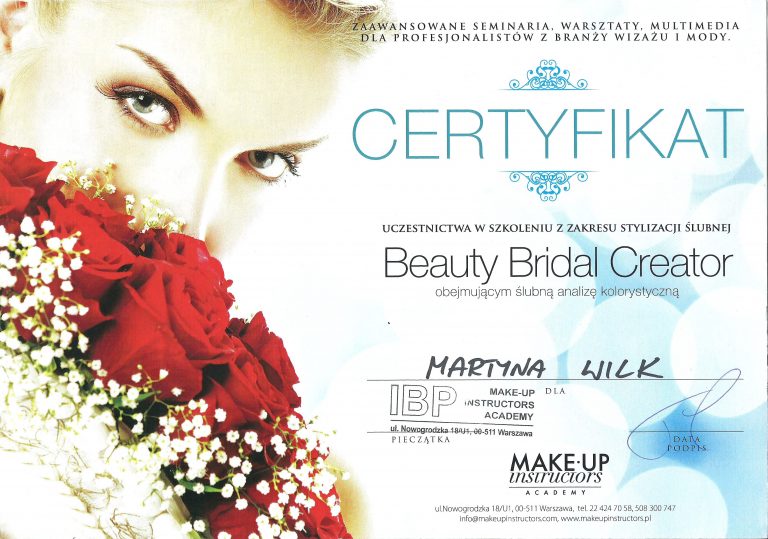 ZAAWANSOWANE SEMINARIA, WARSZTATY, MULTIMEDIA
DLA PROFESJONALISTÓW Z BRANŻY WIZAŻU I MODY.
CERTYFIKAT
UCZESTNICTWA W SZKOLENIU Z ZAKRESU STYLIZACJI ŚLUBNEJ
Beauty Bridal Creator
obejmującym ślubną analizę kolorystyczną
MARTYNA WILK
DLA
IBP MAKE-UP
INSTRUCTORS
ACADEMY
ul. Nowogrodzka 18/U1, 00-511 Warszawa
PIECZĄTKA
DATA
PODPIS
MAKE·UP
instructors
ACADEMY
ul.Nowogrodzka 18/U1, 00-511 Warszawa, tel. 22 424 70 58, 508 300 747
info@makeupinstructors.com, www.makeupinstructors.pl